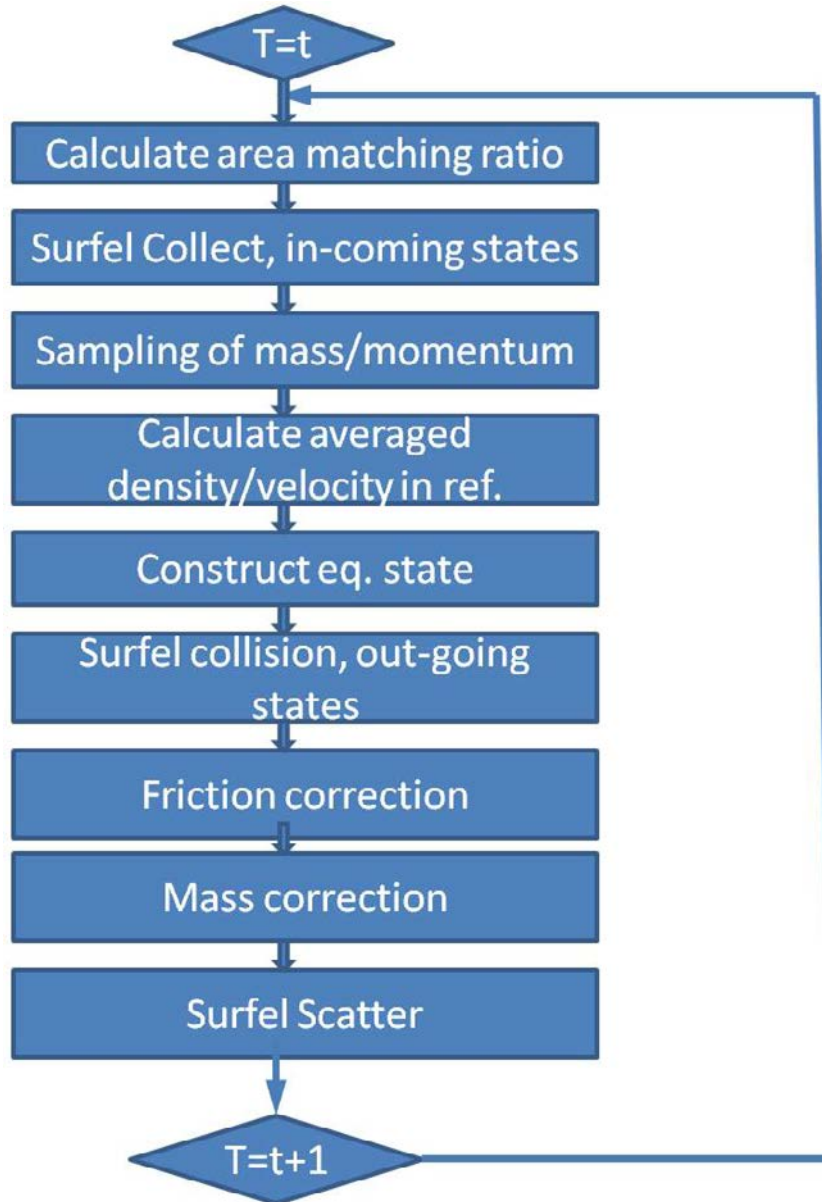 T=t
Calculate area matching ratio
Surfel Collect, in-coming states
Sampling of mass/momentum
Calculate averaged
density/velocity in ref.
Construct eq. state
Surfel collision, out-going
states
Friction correction
Mass correction
Surfel Scatter
T=t+1